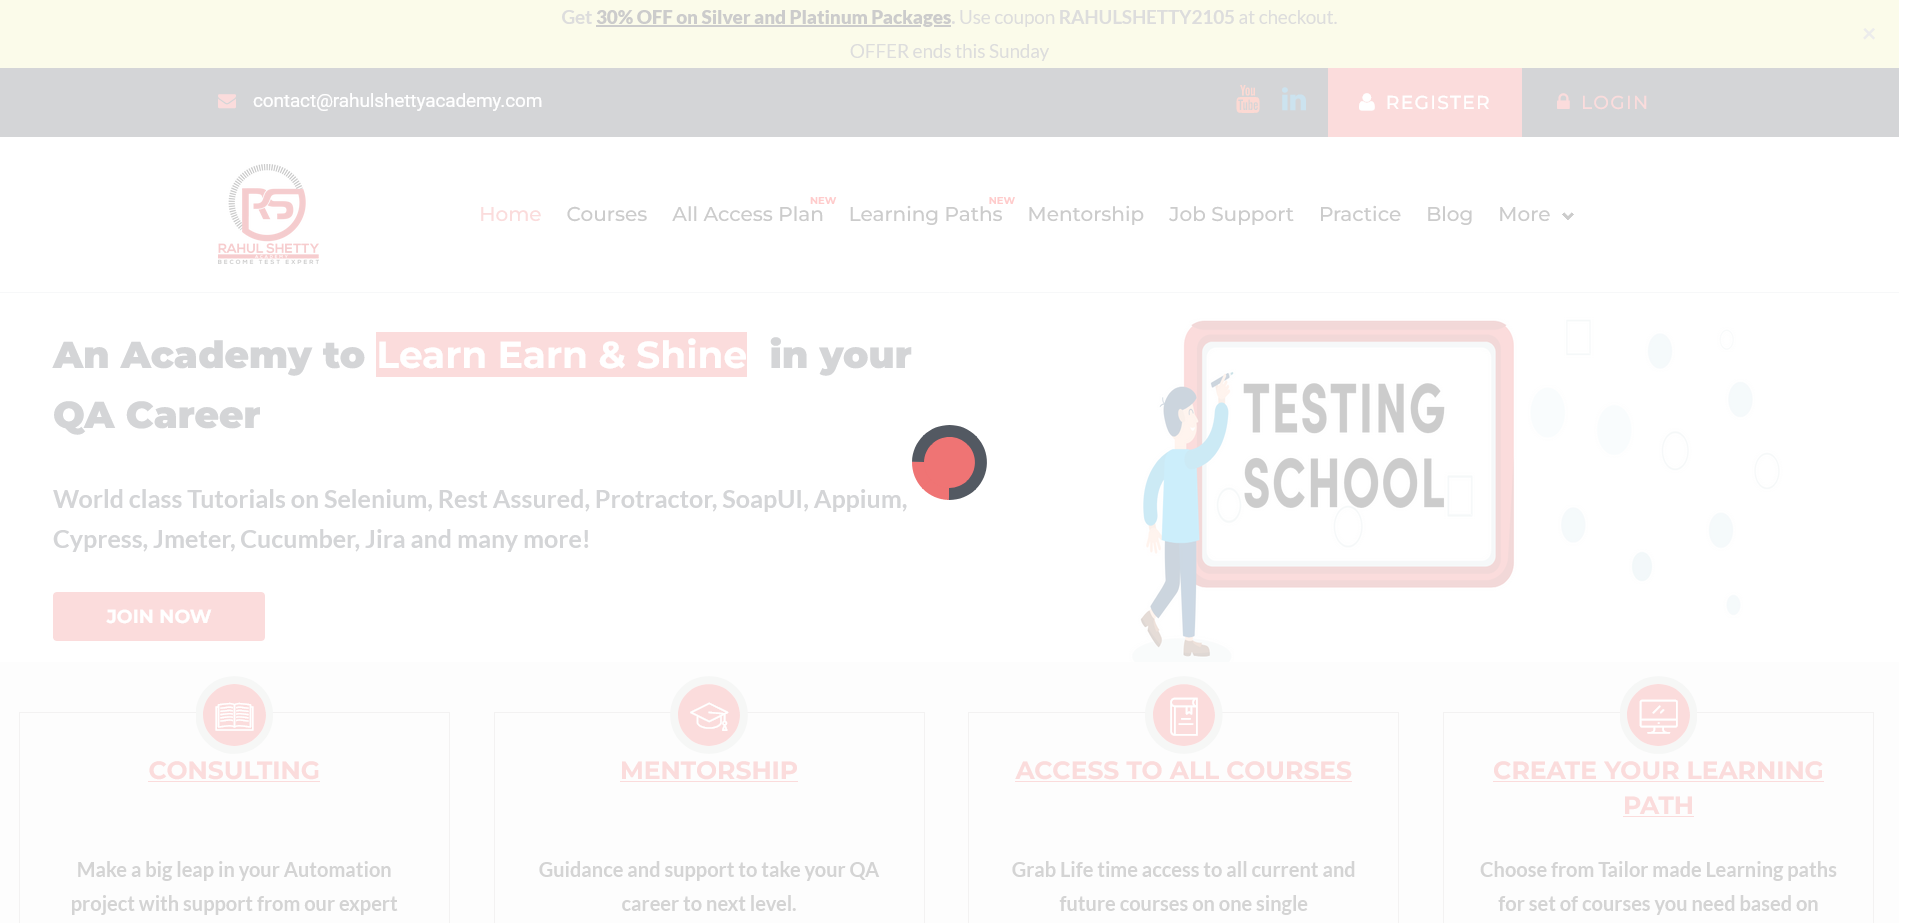 Get 30% OFF on Silver and Platinum Packages. Use coupon RAHULSHETTY2105 at checkout.
OFFER ends this Sunday
×
contact@rahulshettyacademy.com
You
Tube
in
REGISTER
LOGIN
RS
RAHUL SHETTY
ACADEMY
BECOME TEST EXPERT
Home
Courses
All Access Plan NEW
Learning Paths NEW
Mentorship
Job Support
Practice
Blog
More
An Academy to Learn Earn & Shine in your
QA Career
World class Tutorials on Selenium, Rest Assured, Protractor, SoapUI, Appium,
Cypress, Jmeter, Cucumber, Jira and many more!
JOIN NOW
TESTING
SCHOOL
CONSULTING
Make a big leap in your Automation
project with support from our expert
MENTORSHIP
Guidance and support to take your QA
career to next level.
ACCESS TO ALL COURSES
Grab Life time access to all current and
future courses on one single
CREATE YOUR LEARNING
PATH
Choose from Tailor made Learning paths
for set of courses you need based on